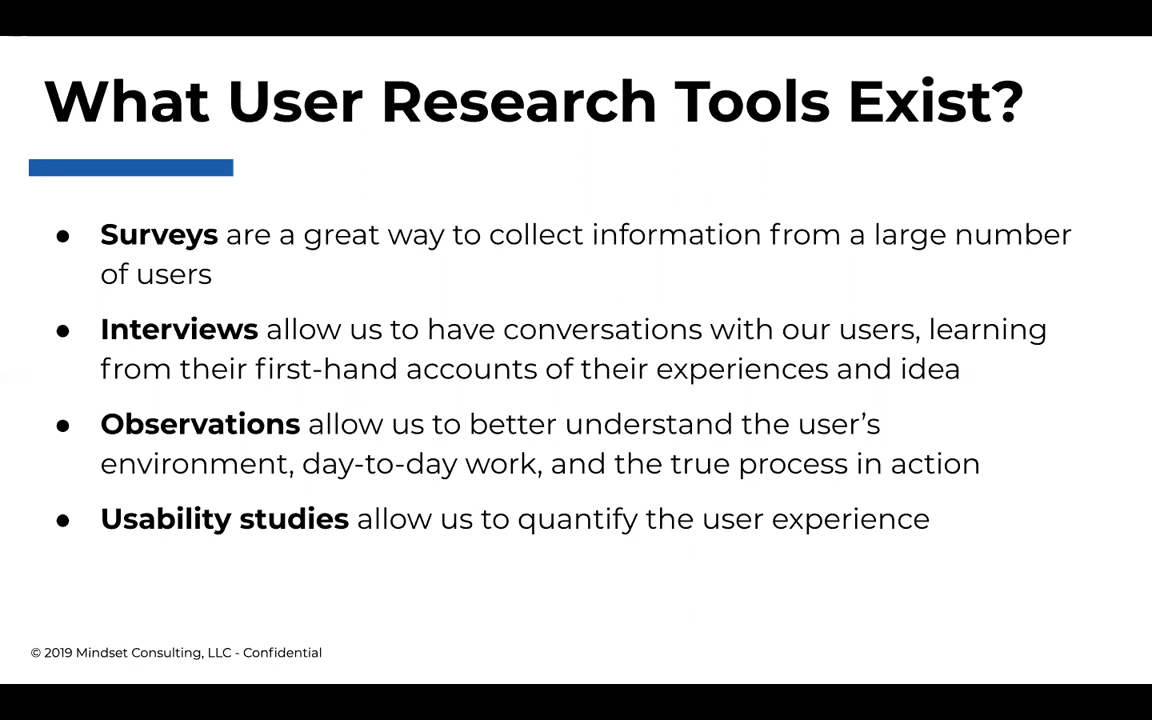 What User Research Tools Exist?
● Surveys are a great way to collect information from a large number
of users
● Interviews allow us to have conversations with our users, learning
from their first-hand accounts of their experiences and idea
● Observations allow us to better understand the user’s
environment, day-to-day work, and the true process in action
● Usability studies allow us to quantify the user experience
© 2019 Mindset Consulting, LLC - Confidential